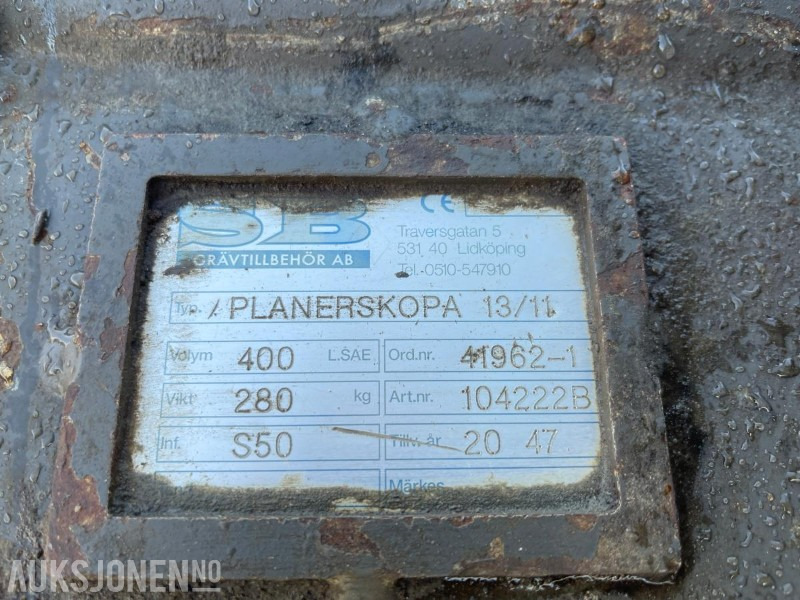 SB CE
GRÄVTILLBEHÖR AB
Traversgatan 5
531 40 Lidköping
Tel. 0510-547910
Typ. / PLANERSKOPA 13/11
Volym 400 L.SAE Ord.nr. 41962-1
Vikt 280 kg Art.nr. 104222B
Inf. S50 Tillv. år 20 47
Märkes
AUKSJONEN.NO